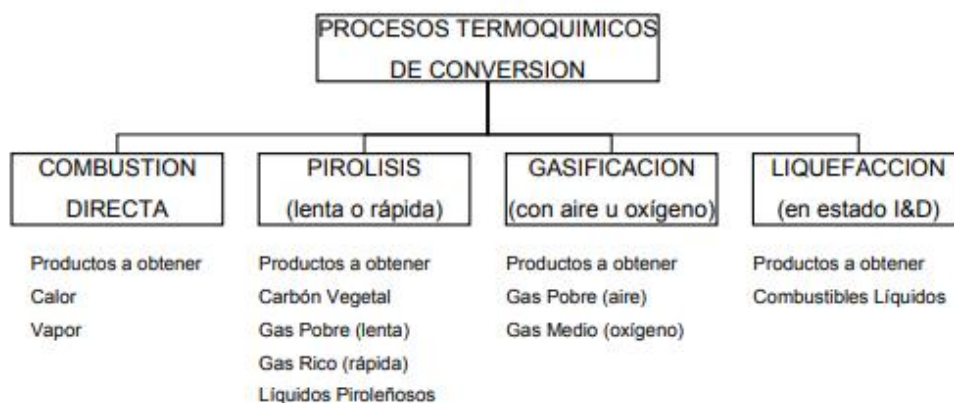 PROCESOS TERMOQUIMICOS
DE CONVERSION
COMBUSTION
DIRECTA
Productos a obtener
Calor
Vapor
PIROLISIS
(lenta o rápida)
Productos a obtener
Carbón Vegetal
Gas Pobre (lenta)
Gas Rico (rápida)
Líquidos Piroleñosos
GASIFICACION
(con aire u oxígeno)
Productos a obtener
Gas Pobre (aire)
Gas Medio (oxígeno)
LIQUEFACCION
(en estado I&D)
Productos a obtener
Combustibles Líquidos